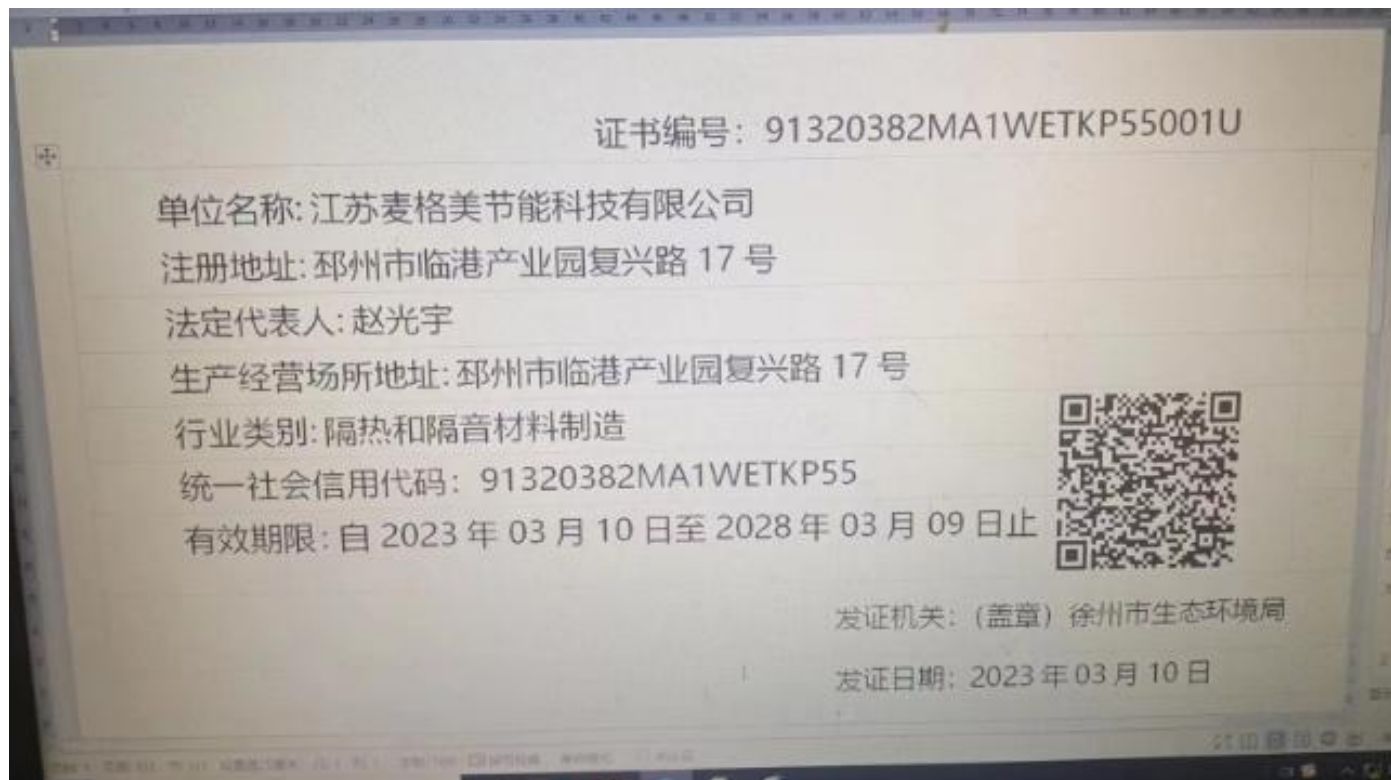 证书编号：91320382MA1WETKP55001U
单位名称:江苏麦格美节能科技有限公司
注册地址:邳州市临港产业园复兴路 17 号
法定代表人:赵光宇
生产经营场所地址:邳州市临港产业园复兴路 17 号
行业类别:隔热和隔音材料制造
统一社会信用代码：91320382MA1WETKP55
有效期限:自 2023 年 03 月 10 日至 2028 年 03 月 09 日止
发证机关：（盖章）徐州市生态环境局
发证日期：2023 年 03 月 10 日